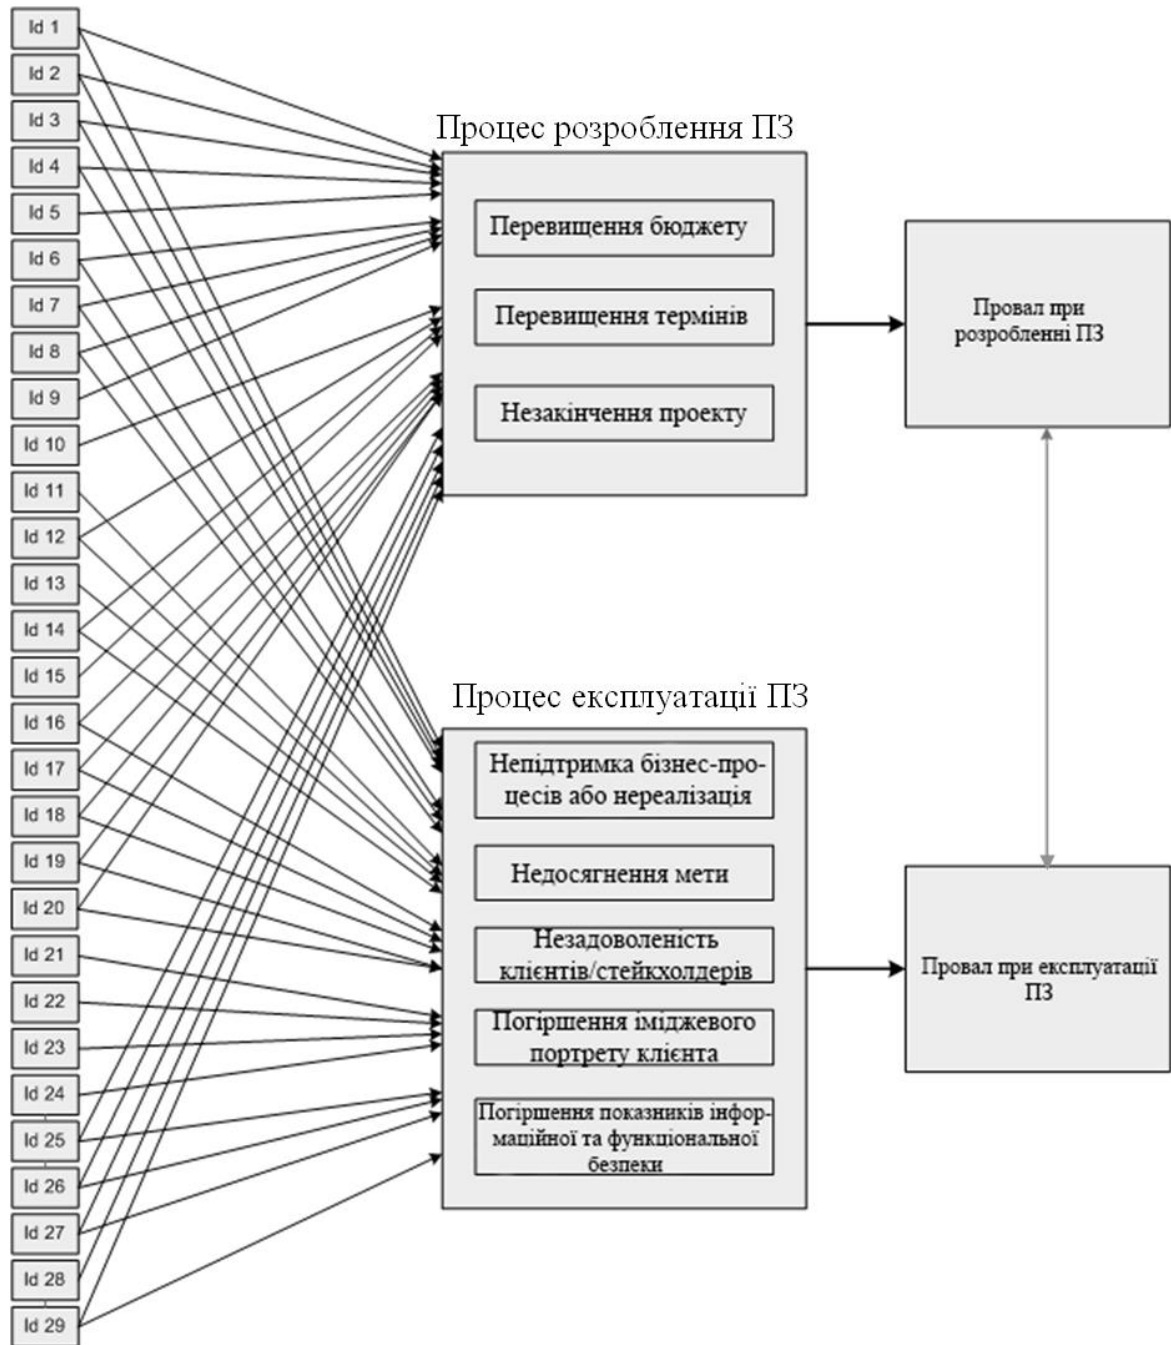 Id 1
Id 2
Id 3
Id 4
Id 5
Id 6
Id 7
Id 8
Id 9
Id 10
Id 11
Id 12
Id 13
Id 14
Id 15
Id 16
Id 17
Id 18
Id 19
Id 20
Id 21
Id 22
Id 23
Id 24
Id 25
Id 26
Id 27
Id 28
Id 29
Процес розроблення ПЗ
Перевищення бюджету
Перевищення термінів
Незакінчення проекту
Провал при
розробленні ПЗ
Процес експлуатації ПЗ
Непідтримка бізнес-про-
цесів або нереалізація
Недосягнення мети
Незадоволеність
клієнтів/стейкхолдерів
Погіршення іміджевого
портрету клієнта
Погіршення показників інфор-
маційної та функціональної
безпеки
Провал при експлуатації
ПЗ